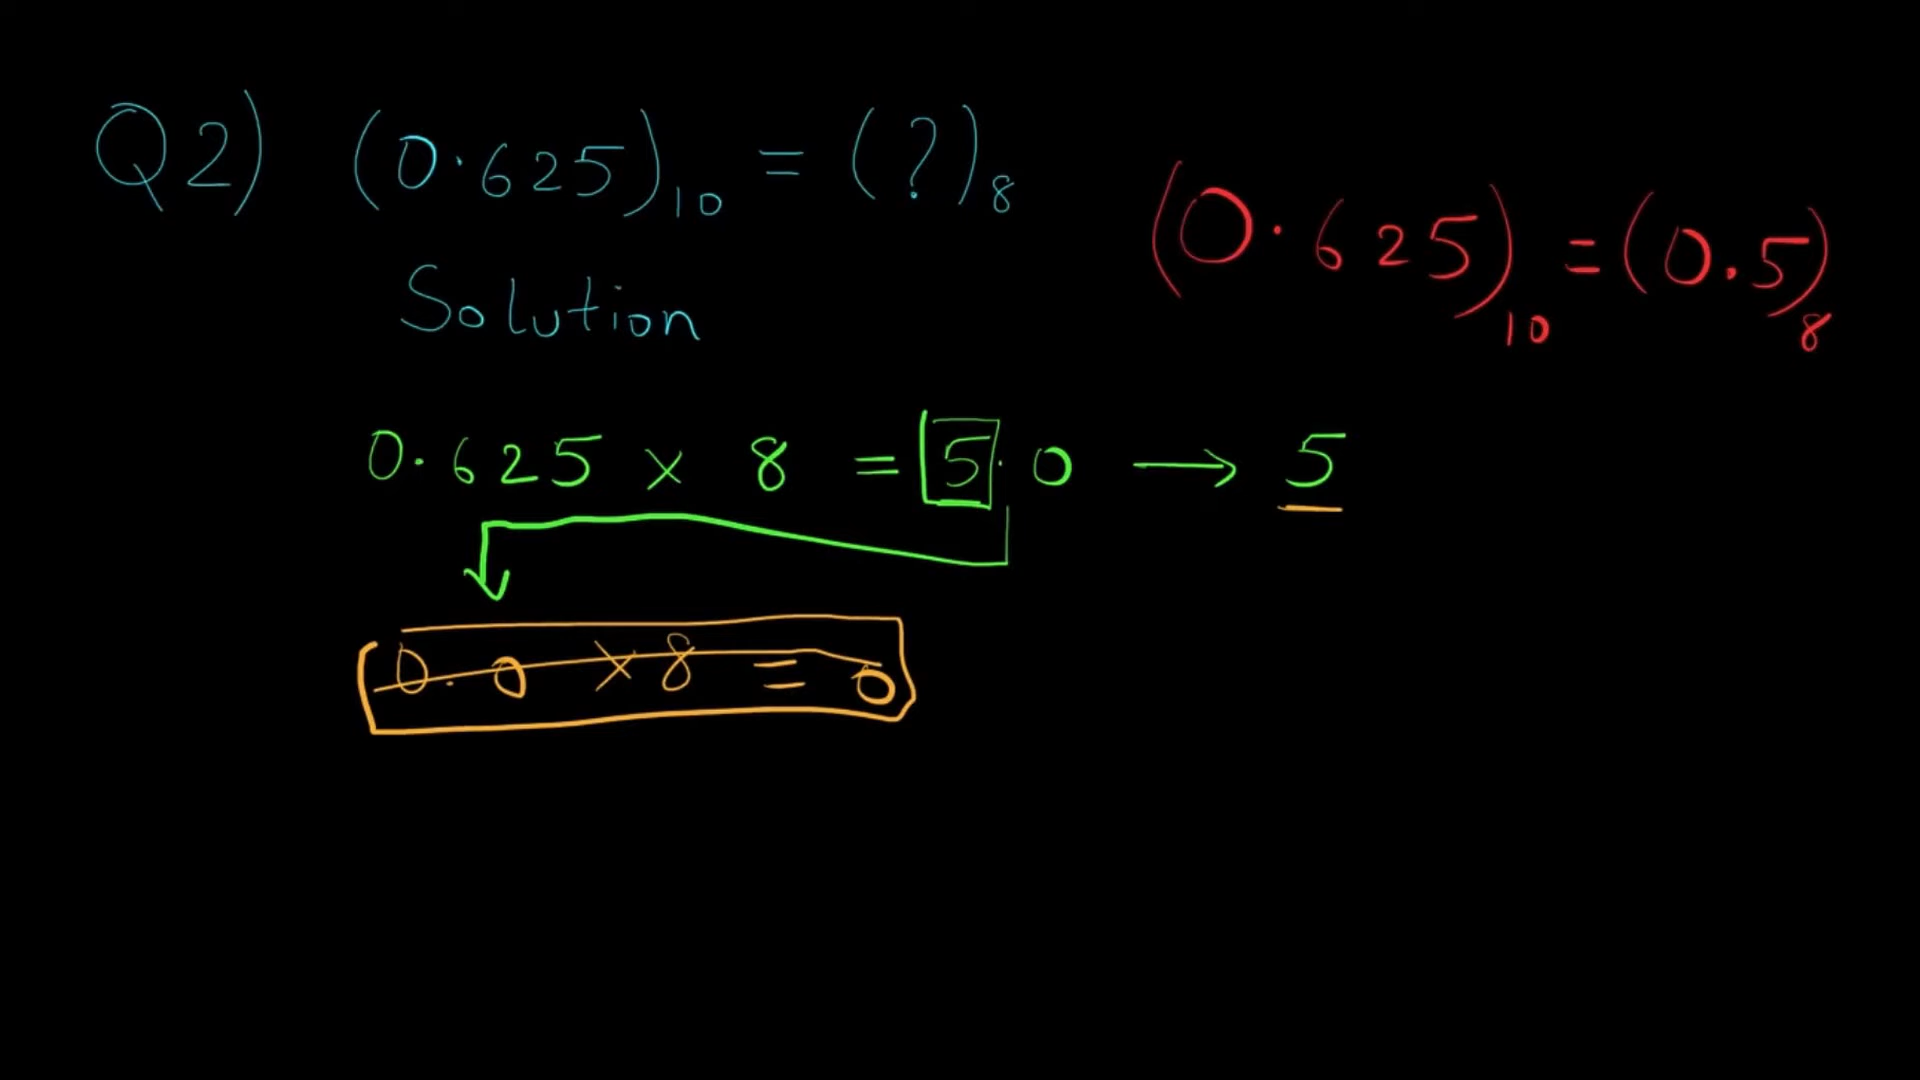 Q2) (0.625)₁₀ = (?)₈
(0.625)₁₀ = (0.5)₈
Solution
0.625 × 8 = 5.0 → 5
0.0 × 8 = 0